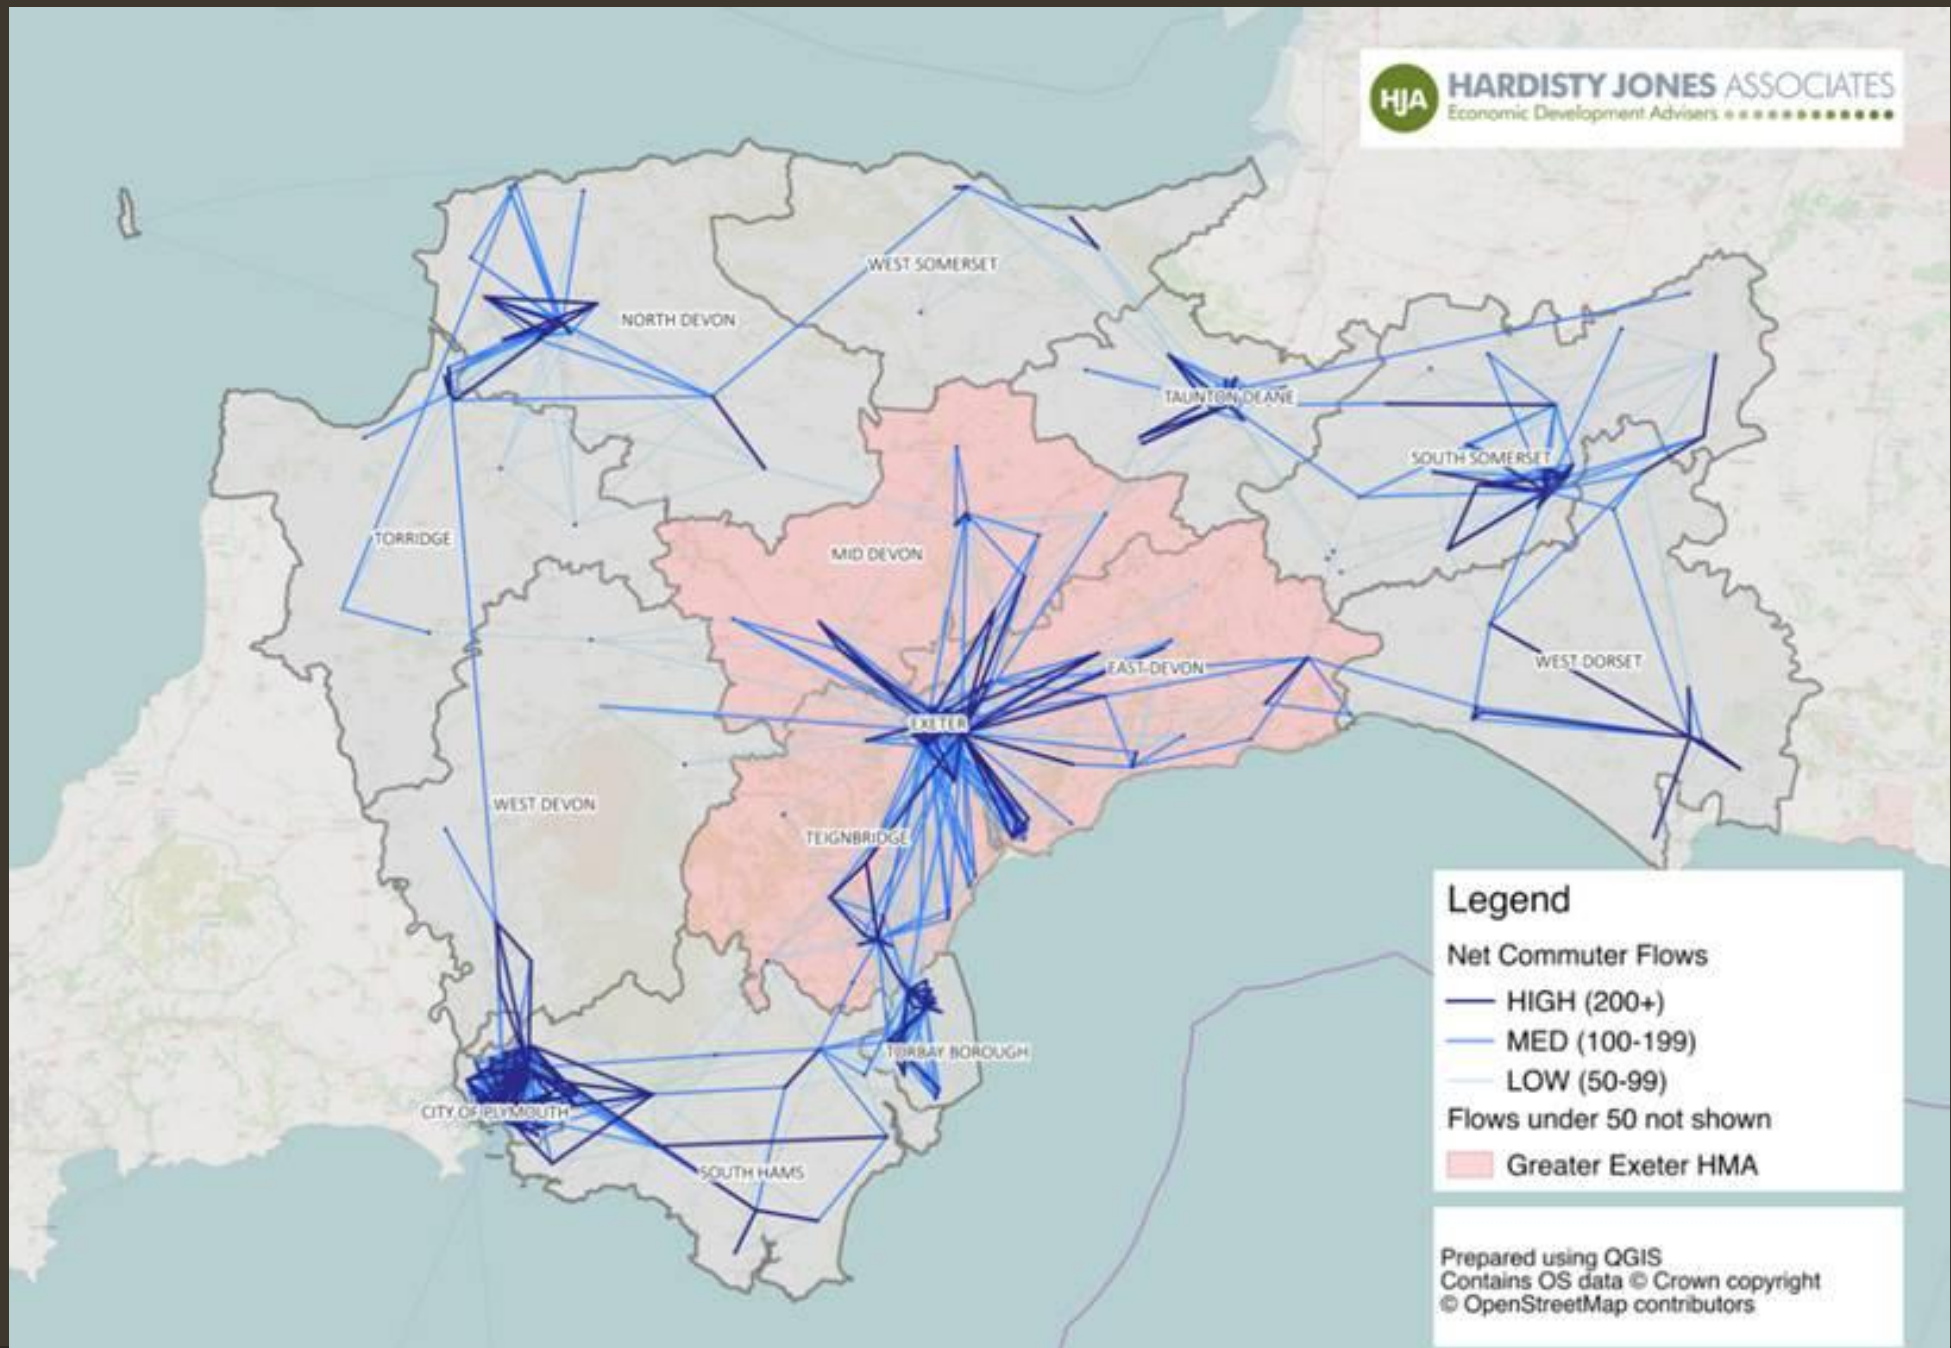 HJA
HARDISTY JONES ASSOCIATES
Economic Development Advisers
WEST SOMERSET
NORTH DEVON
TAUNTON DEANE
SOUTH SOMERSET
TORRIDGE
MID DEVON
EAST DEVON
WEST DORSET
EXETER
WEST DEVON
TEIGNBRIDGE
TORBAY BOROUGH
CITY OF PLYMOUTH
SOUTH HAMS
Legend
Net Commuter Flows
HIGH (200+)
MED (100-199)
LOW (50-99)
Flows under 50 not shown
Greater Exeter HMA
Prepared using QGIS
Contains OS data © Crown copyright
© OpenStreetMap contributors